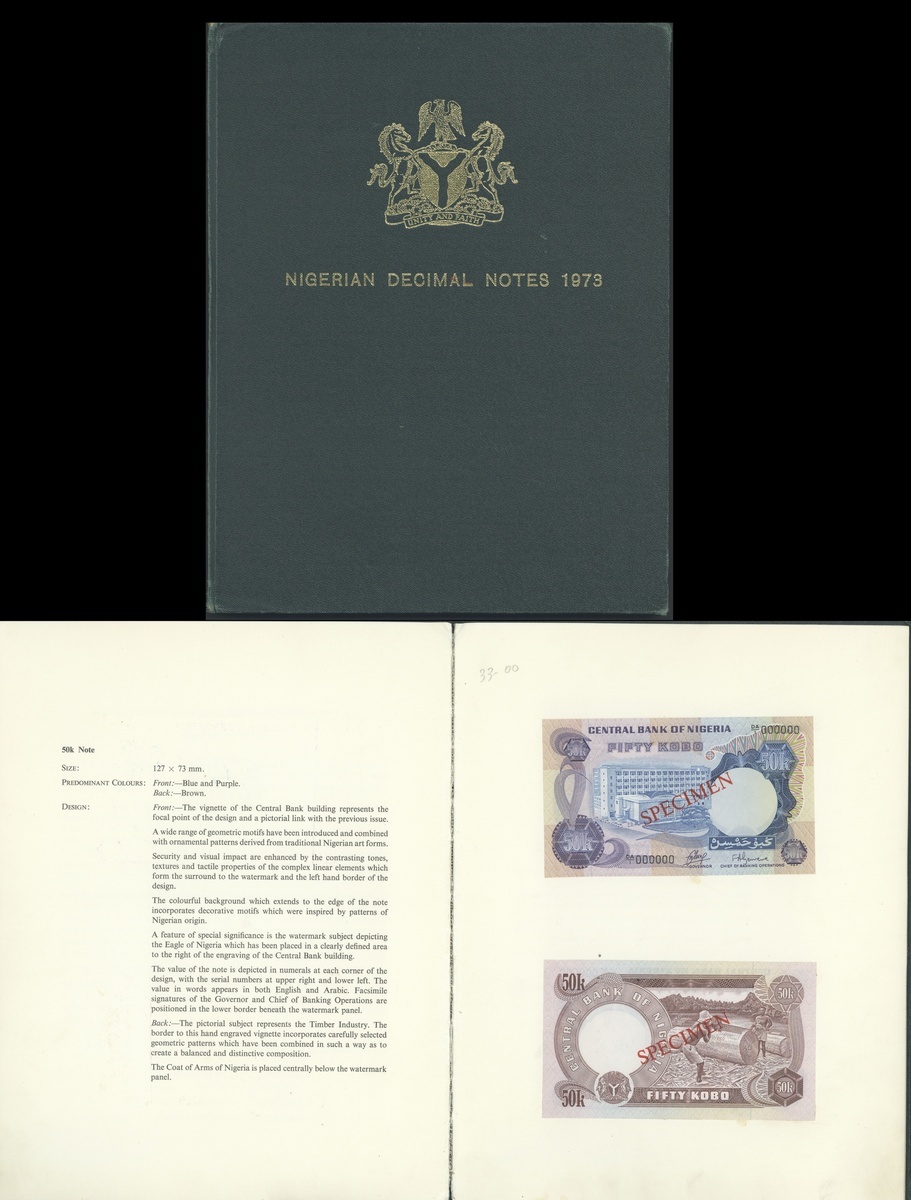 UNITY AND FAITH
NIGERIAN DECIMAL NOTES 1973
50k Note
SIZE: 127 × 73 mm.
PREDOMINANT COLOURS: Front:—Blue and Purple.
Back:—Brown.
DESIGN: Front:—The vignette of the Central Bank building represents the
focal point of the design and a pictorial link with the previous issue.
A wide range of geometric motifs have been introduced and combined
with ornamental patterns derived from traditional Nigerian art forms.
Security and visual impact are enhanced by the contrasting tones,
textures and tactile properties of the complex linear elements which
form the surround to the watermark and the left hand border of the
design.
The colourful background which extends to the edge of the note
incorporates decorative motifs which were inspired by patterns of
Nigerian origin.
A feature of special significance is the watermark subject depicting
the Eagle of Nigeria which has been placed in a clearly defined area
to the right of the engraving of the Central Bank building.
The value of the note is depicted in numerals at each corner of the
design, with the serial numbers at upper right and lower left. The
value in words appears in both English and Arabic. Facsimile
signatures of the Governor and Chief of Banking Operations are
positioned in the lower border beneath the watermark panel.
Back:—The pictorial subject represents the Timber Industry. The
border to this hand engraved vignette incorporates carefully selected
geometric patterns which have been combined in such a way as to
create a balanced and distinctive composition.
The Coat of Arms of Nigeria is placed centrally below the watermark
panel.
33-00
CENTRAL BANK OF NIGERIA
000000
50k FIFTY KOBO
50k
SPECIMEN
50k
000000
GOVERNOR
CHIEF OF BANKING OPERATIONS
50k
50k
50k
CENTRAL BANK OF NIGERIA
SPECIMEN
50k
FIFTY KOBO
50k